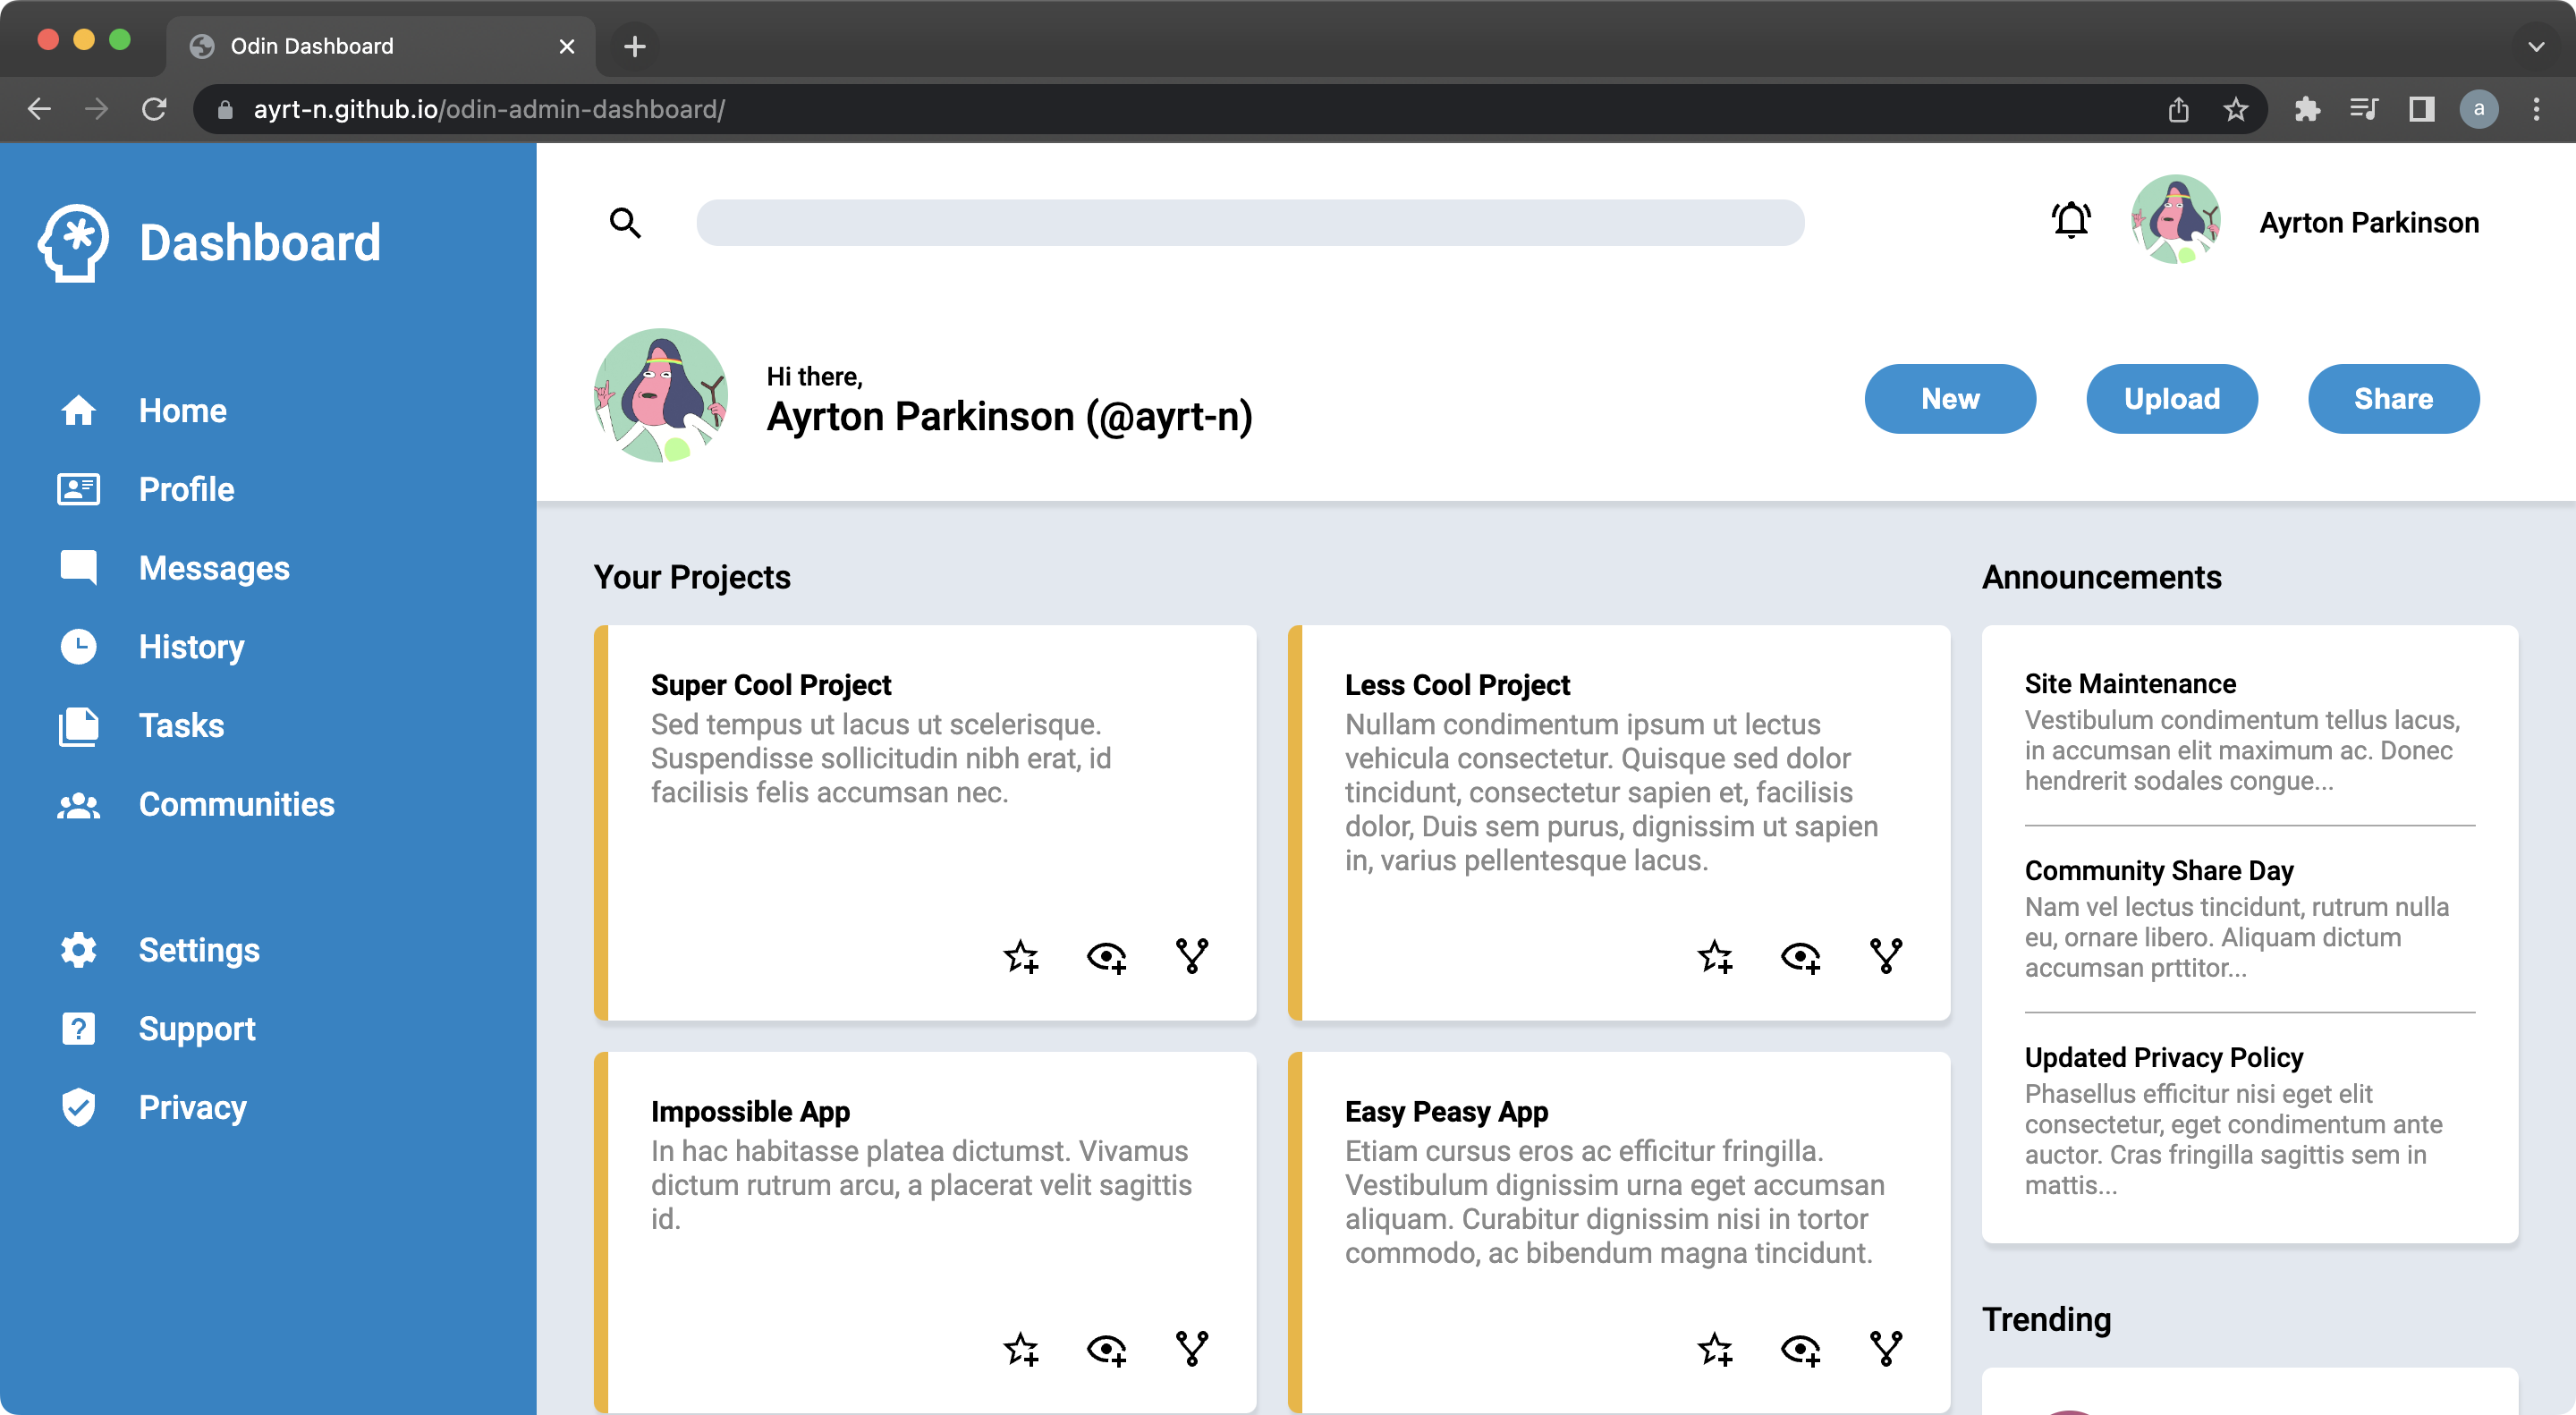 Odin Dashboard
ayrt-n.github.io/odin-admin-dashboard/
a
Dashboard
Home
Profile
Messages
History
Tasks
Communities
Settings
Support
Privacy
Ayrton Parkinson
Hi there,
Ayrton Parkinson (@ayrt-n)
New
Upload
Share
Your Projects
Super Cool Project
Sed tempus ut lacus ut scelerisque.
Suspendisse sollicitudin nibh erat, id
facilisis felis accumsan nec.
Less Cool Project
Nullam condimentum ipsum ut lectus
vehicula consectetur. Quisque sed dolor
tincidunt, consectetur sapien et, facilisis
dolor, Duis sem purus, dignissim ut sapien
in, varius pellentesque lacus.
Impossible App
In hac habitasse platea dictumst. Vivamus
dictum rutrum arcu, a placerat velit sagittis
id.
Easy Peasy App
Etiam cursus eros ac efficitur fringilla.
Vestibulum dignissim urna eget accumsan
aliquam. Curabitur dignissim nisi in tortor
commodo, ac bibendum magna tincidunt.
Announcements
Site Maintenance
Vestibulum condimentum tellus lacus,
in accumsan elit maximum ac. Donec
hendrerit sodales congue...
Community Share Day
Nam vel lectus tincidunt, rutrum nulla
eu, ornare libero. Aliquam dictum
accumsan prttitor...
Updated Privacy Policy
Phasellus efficitur nisi eget elit
consectetur, eget condimentum ante
auctor. Cras fringilla sagittis sem in
mattis...
Trending